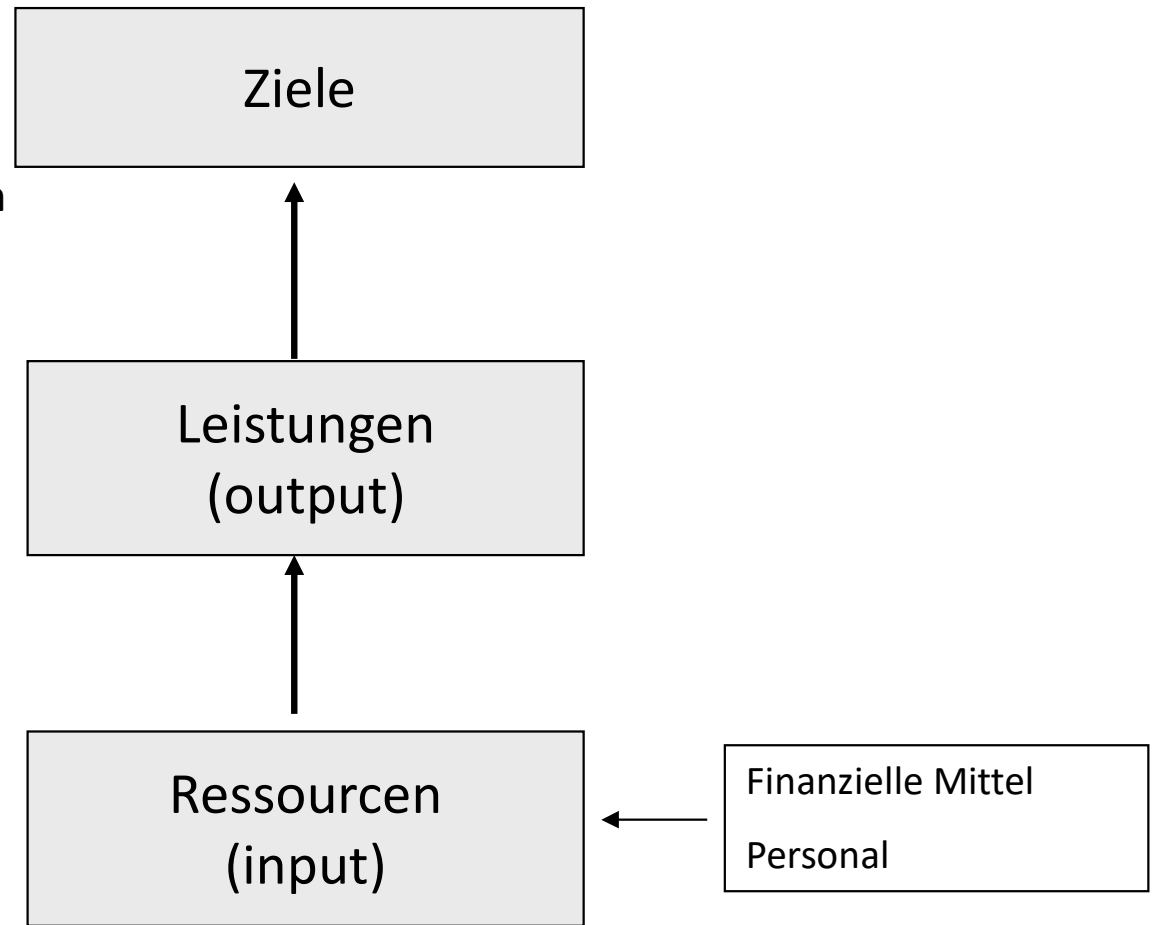 Ziele
Leistungen
(output)
Ressourcen
(input)
Finanzielle Mittel
Personal